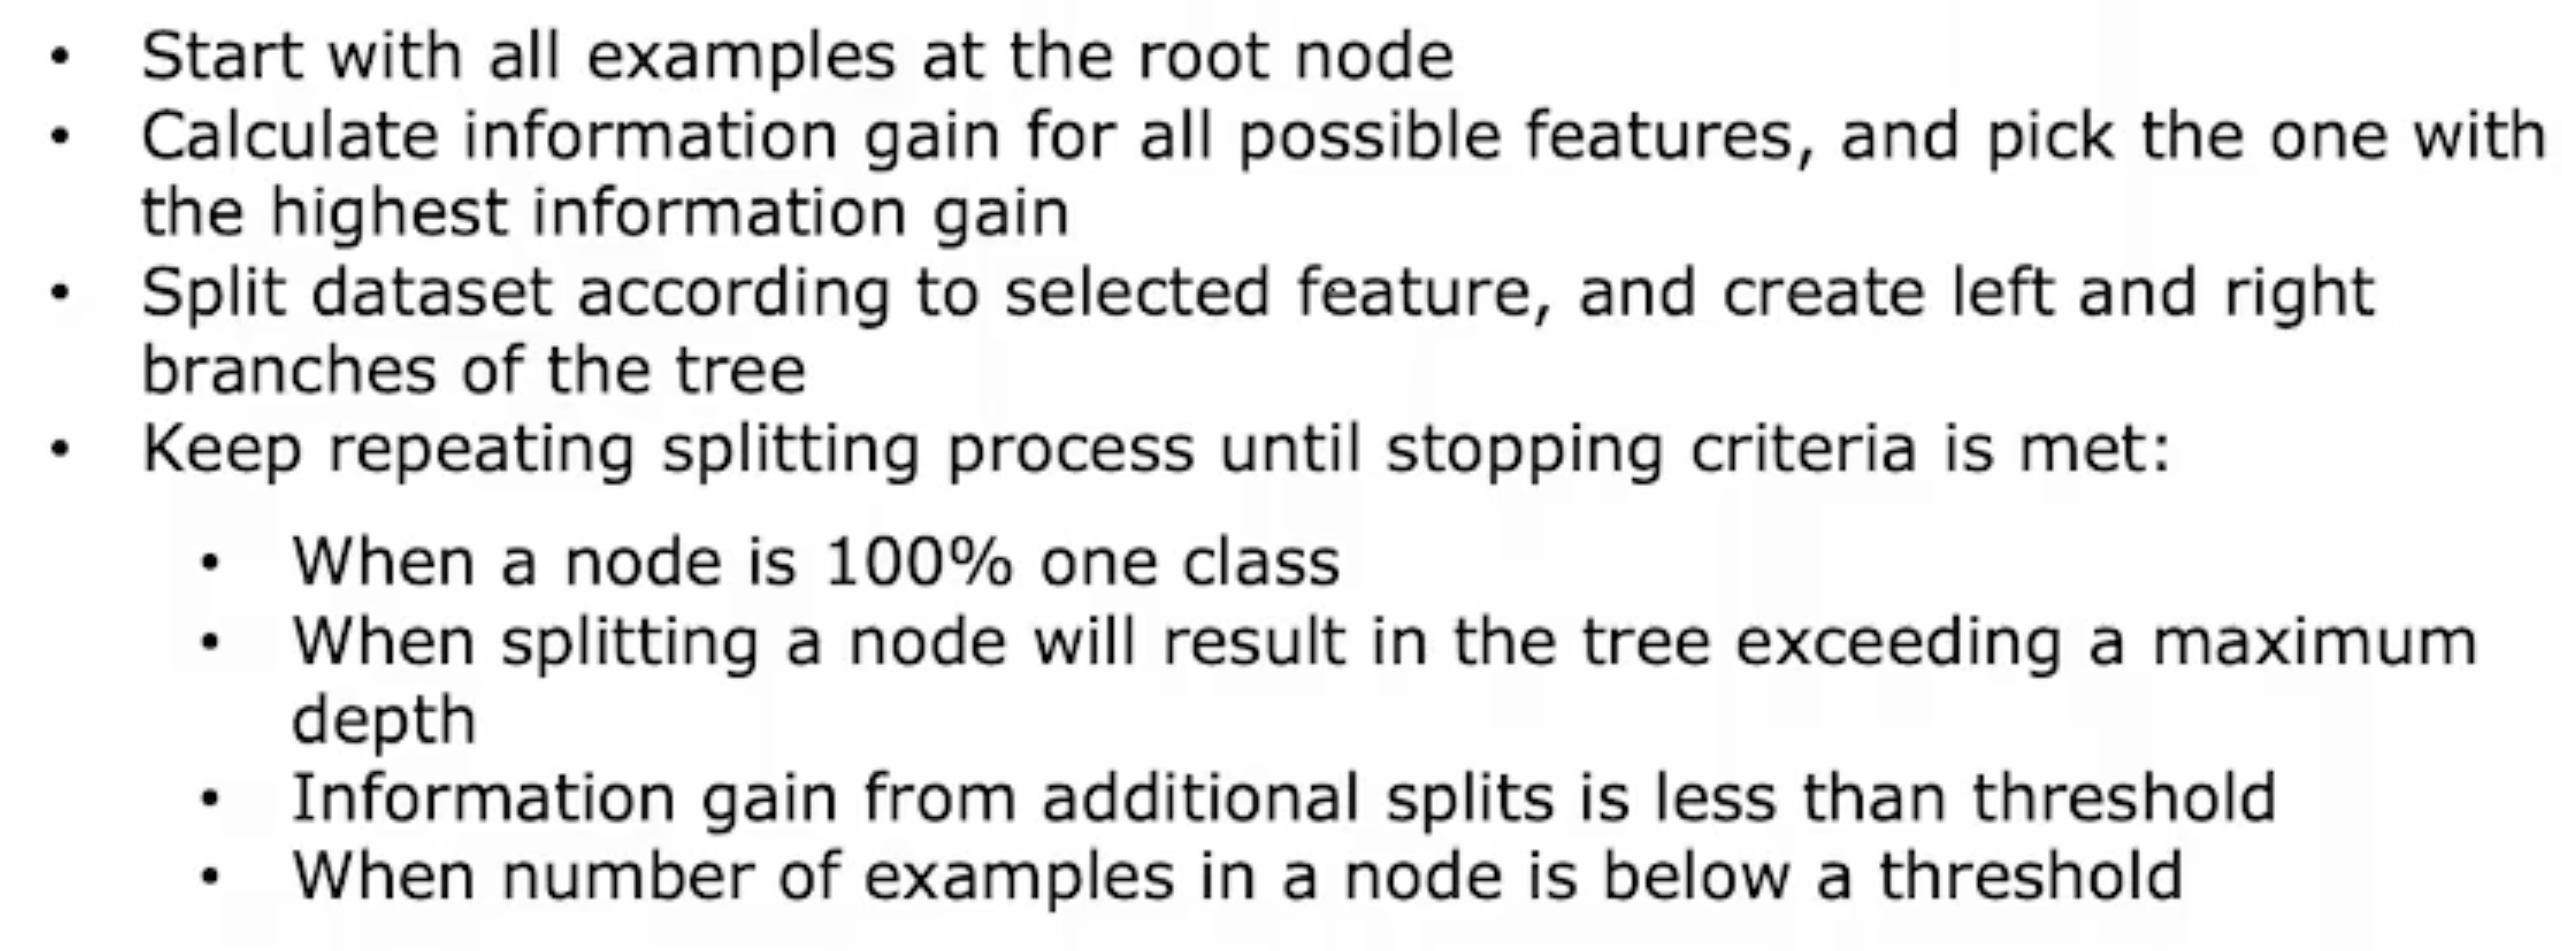 • Start with all examples at the root node
• Calculate information gain for all possible features, and pick the one with
the highest information gain
• Split dataset according to selected feature, and create left and right
branches of the tree
• Keep repeating splitting process until stopping criteria is met:
• When a node is 100% one class
• When splitting a node will result in the tree exceeding a maximum
depth
• Information gain from additional splits is less than threshold
• When number of examples in a node is below a threshold